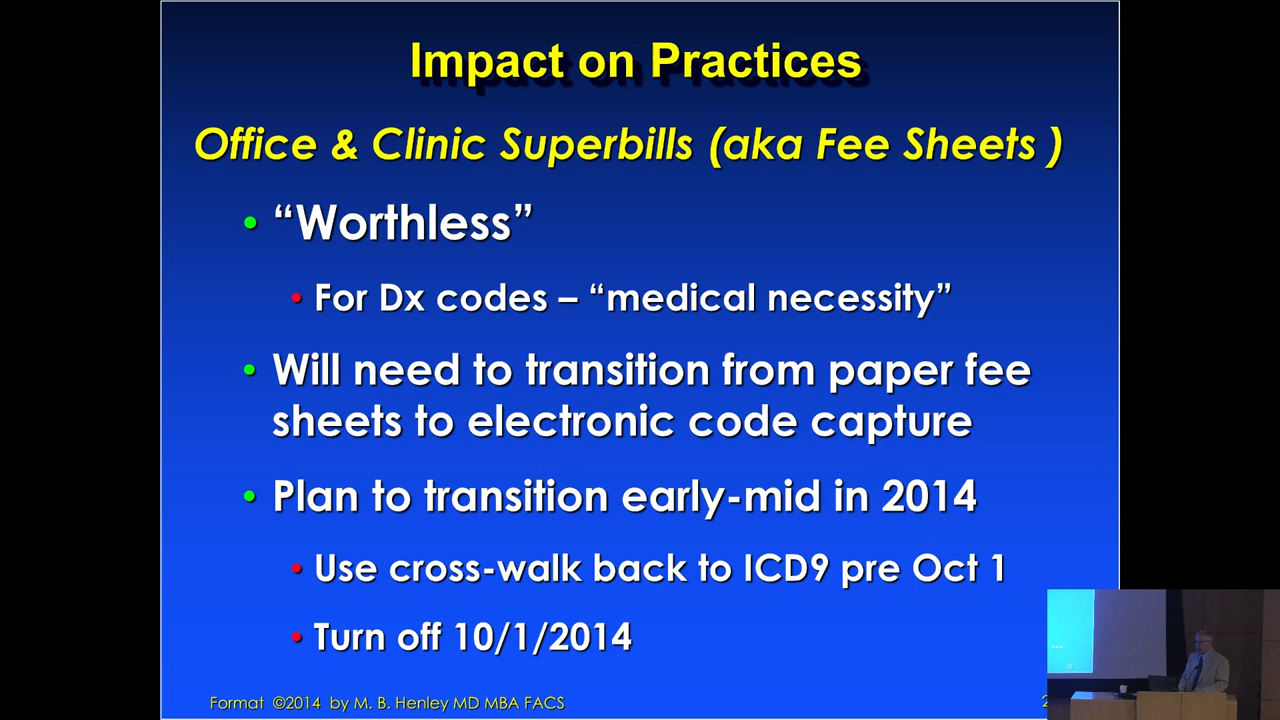 Impact on Practices
Office & Clinic Superbills (aka Fee Sheets )
• “Worthless”
• For Dx codes – “medical necessity”
• Will need to transition from paper fee
sheets to electronic code capture
• Plan to transition early-mid in 2014
• Use cross-walk back to ICD9 pre Oct 1
• Turn off 10/1/2014
Format ©2014 by M. B. Henley MD MBA FACS